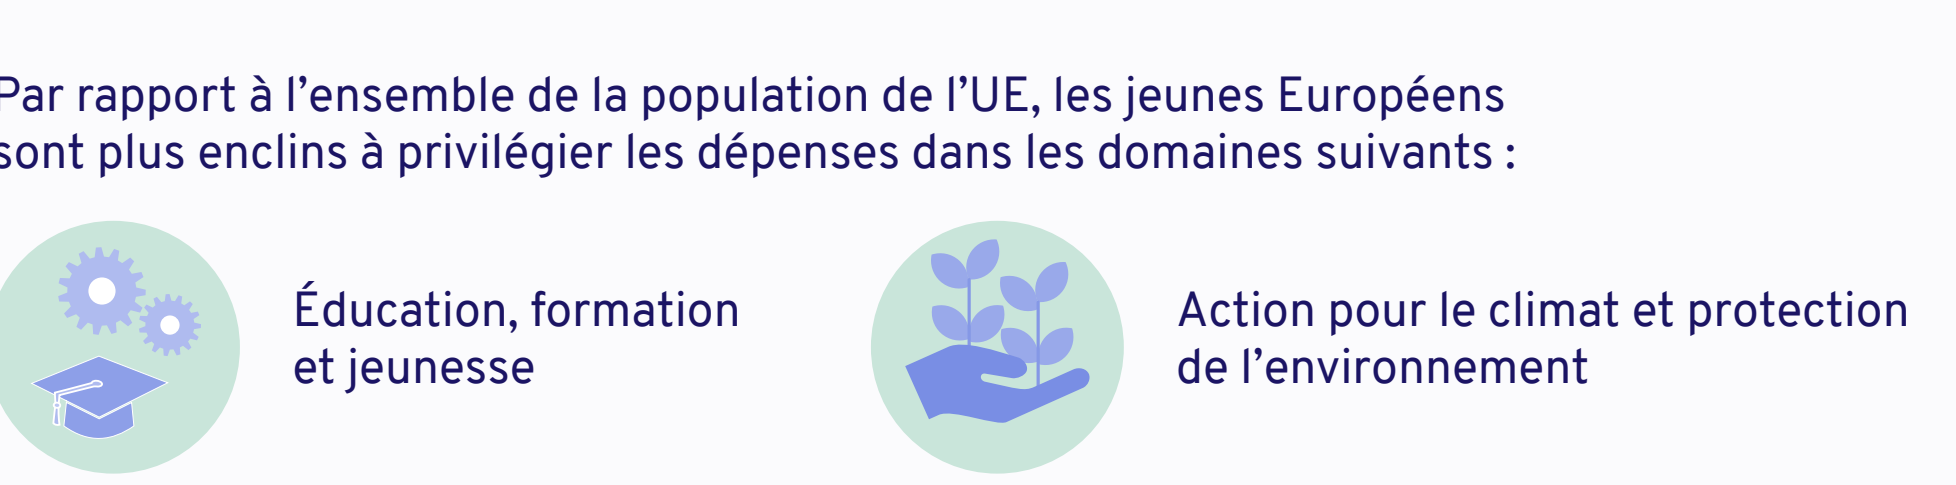 Par rapport à l’ensemble de la population de l’UE, les jeunes Européens
sont plus enclins à privilégier les dépenses dans les domaines suivants :
Éducation, formation
et jeunesse
Action pour le climat et protection
de l’environnement